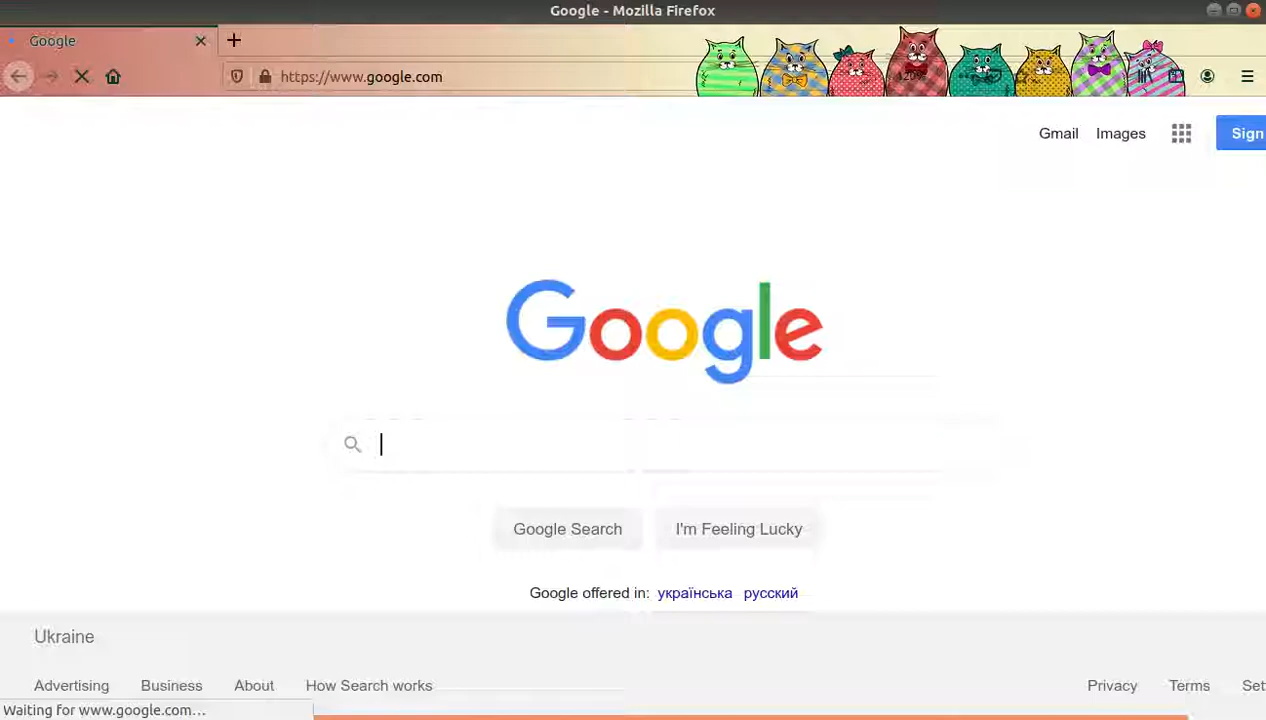 Google - Mozilla Firefox
Google
https://www.google.com
120%
Gmail Images Sign
Google
Google Search I'm Feeling Lucky
Google offered in: українська русский
Ukraine
Advertising Business About How Search works Privacy Terms Set
Waiting for www.google.com...